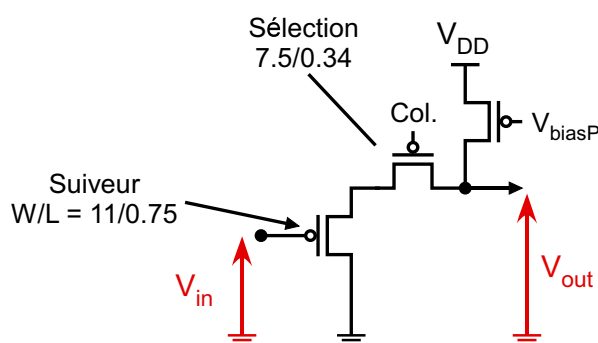 Sélection
7.5/0.34
V_DD
Col.
V_biasP
Suiveur
W/L = 11/0.75
V_in
V_out